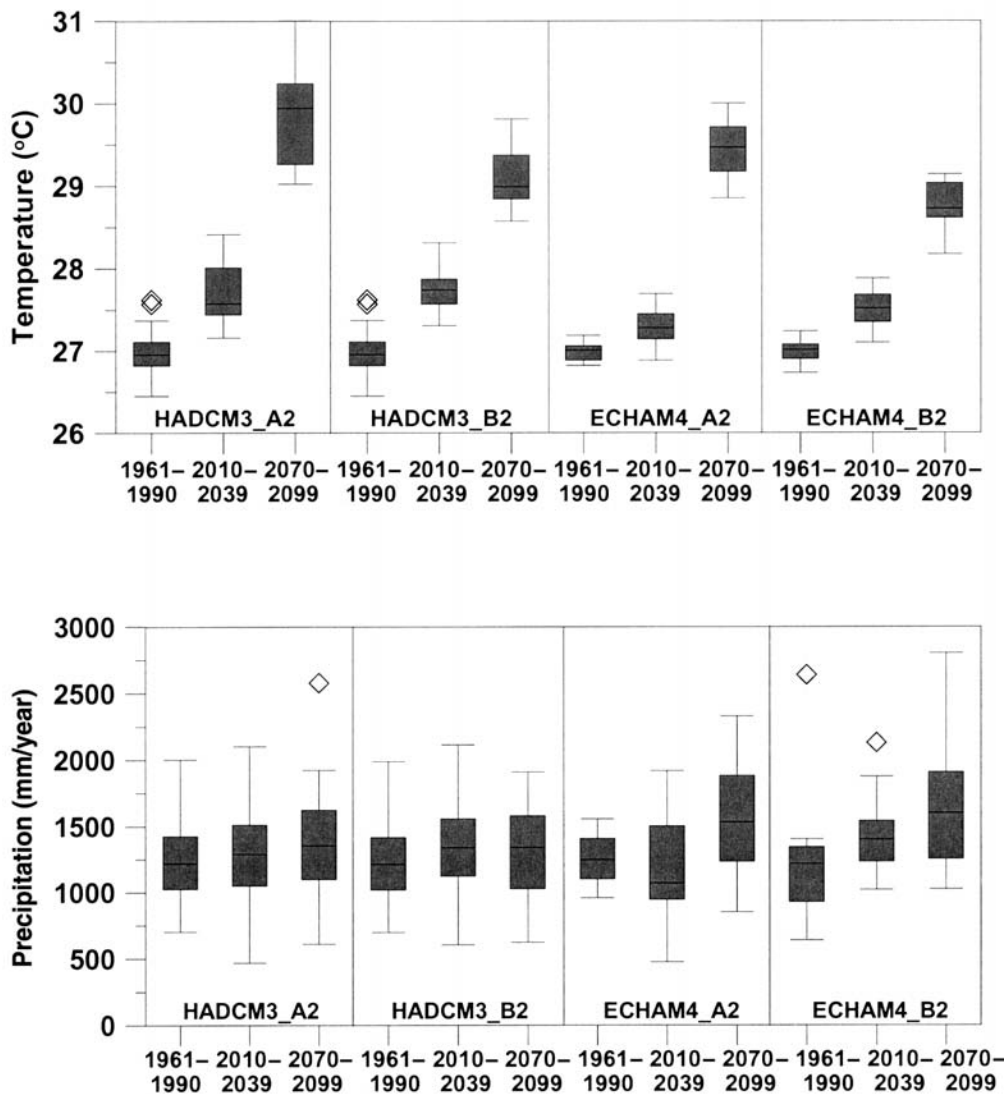 Temperature (°C)
31
30
29
28
27
26
HADCM3_A2 HADCM3_B2 ECHAM4_A2 ECHAM4_B2
1961– 2010– 2070– 1961– 2010– 2070– 1961– 2010– 2070– 1961– 2010– 2070–
1990 2039 2099 1990 2039 2099 1990 2039 2099 1990 2039 2099
Precipitation (mm/year)
3000
2500
2000
1500
1000
500
0
HADCM3_A2 HADCM3_B2 ECHAM4_A2 ECHAM4_B2
1961– 2010– 2070– 1961– 2010– 2070– 1961– 2010– 2070– 1961– 2010– 2070–
1990 2039 2099 1990 2039 2099 1990 2039 2099 1990 2039 2099